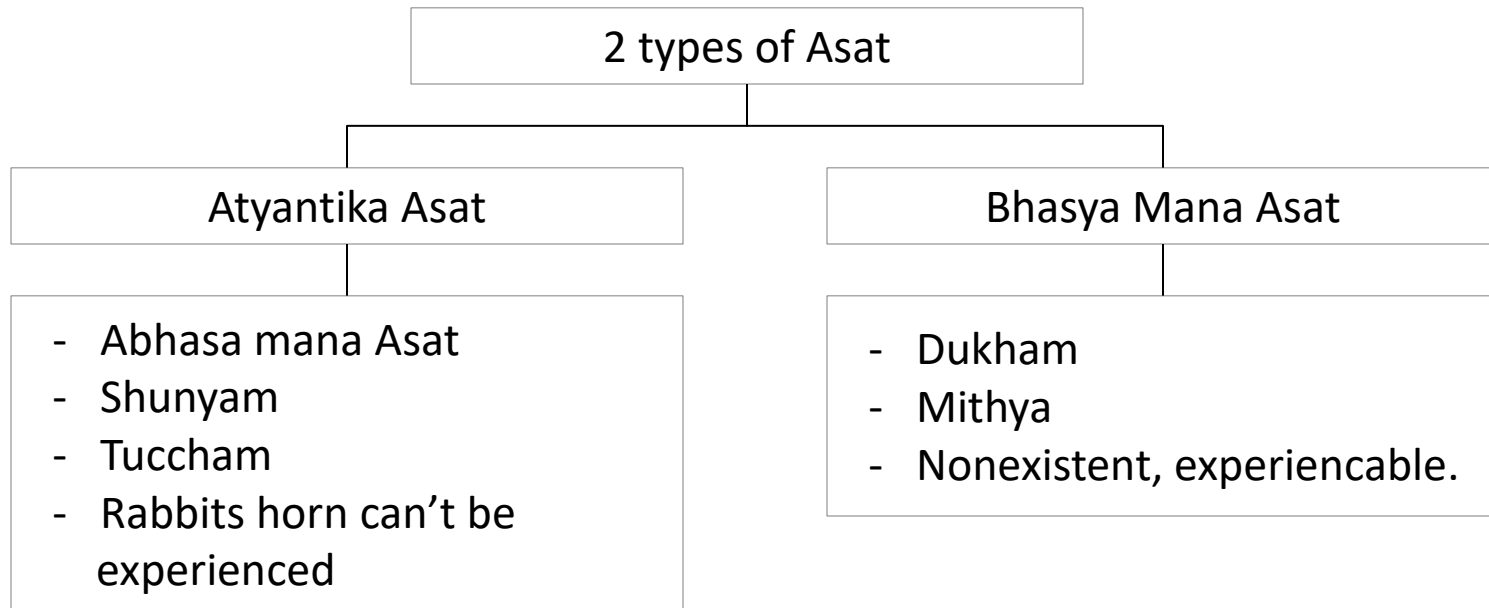 2 types of Asat
Atyantika Asat
Bhasya Mana Asat
- Abhasa mana Asat
- Shunyam
- Tuccham
- Rabbits horn can’t be
experienced
- Dukham
- Mithya
- Nonexistent, experiencable.